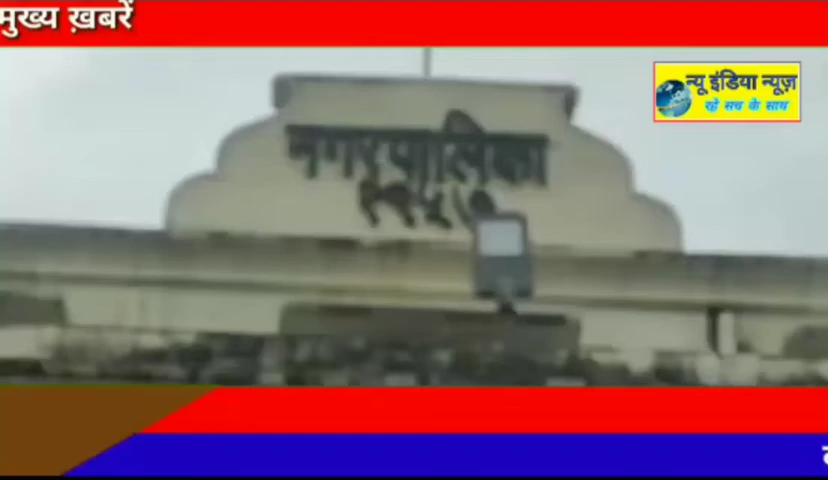 मुख्य ख़बरें
न्यू इंडिया न्यूज़
रहे सच के साथ
नगरपालिका